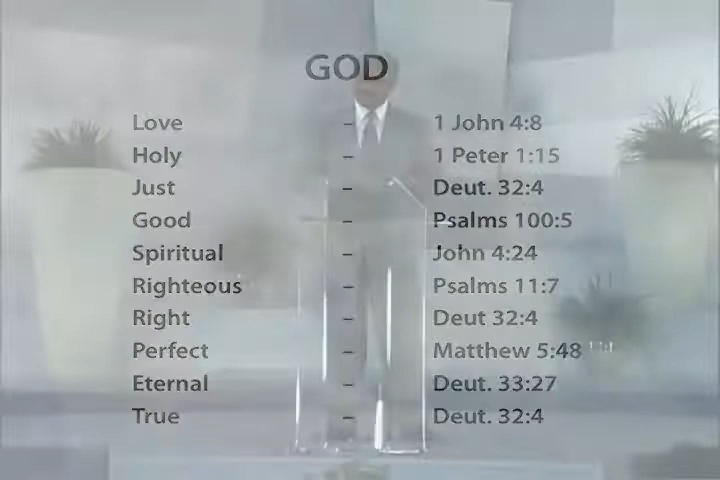 GOD
Love - 1 John 4:8
Holy - 1 Peter 1:15
Just - Deut. 32:4
Good - Psalms 100:5
Spiritual - John 4:24
Righteous - Psalms 11:7
Right - Deut 32:4
Perfect - Matthew 5:48
Eternal - Deut. 33:27
True - Deut. 32:4